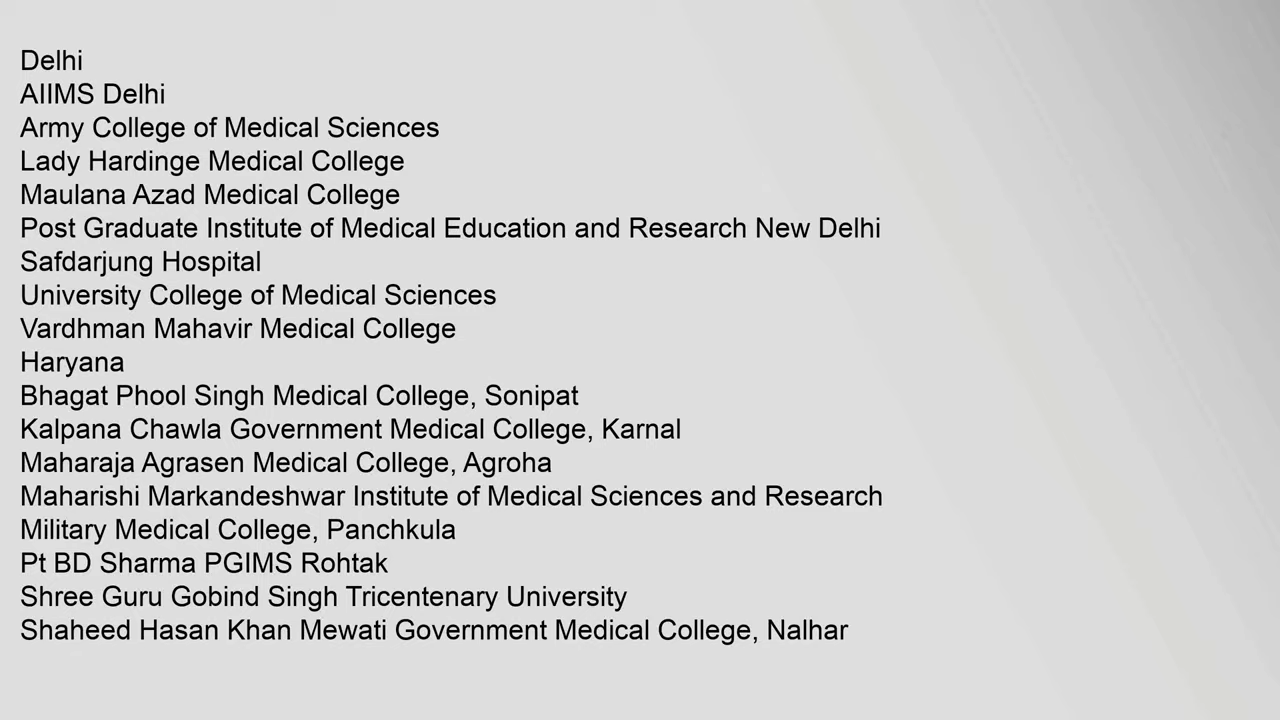 Delhi
AIIMS Delhi
Army College of Medical Sciences
Lady Hardinge Medical College
Maulana Azad Medical College
Post Graduate Institute of Medical Education and Research New Delhi
Safdarjung Hospital
University College of Medical Sciences
Vardhman Mahavir Medical College
Haryana
Bhagat Phool Singh Medical College, Sonipat
Kalpana Chawla Government Medical College, Karnal
Maharaja Agrasen Medical College, Agroha
Maharishi Markandeshwar Institute of Medical Sciences and Research
Military Medical College, Panchkula
Pt BD Sharma PGIMS Rohtak
Shree Guru Gobind Singh Tricentenary University
Shaheed Hasan Khan Mewati Government Medical College, Nalhar